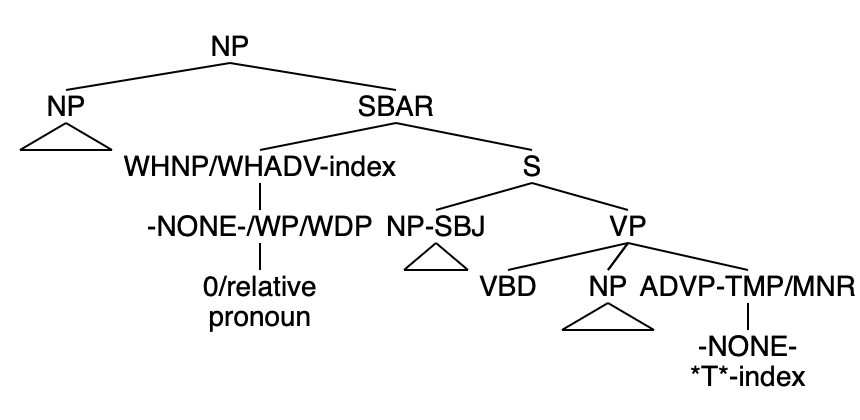 NP
NP SBAR
WHNP/WHADV-index S
-NONE-/WP/WDP NP-SBJ VP
0/relative VBD NP ADVP-TMP/MNR
pronoun
-NONE-
*T*-index